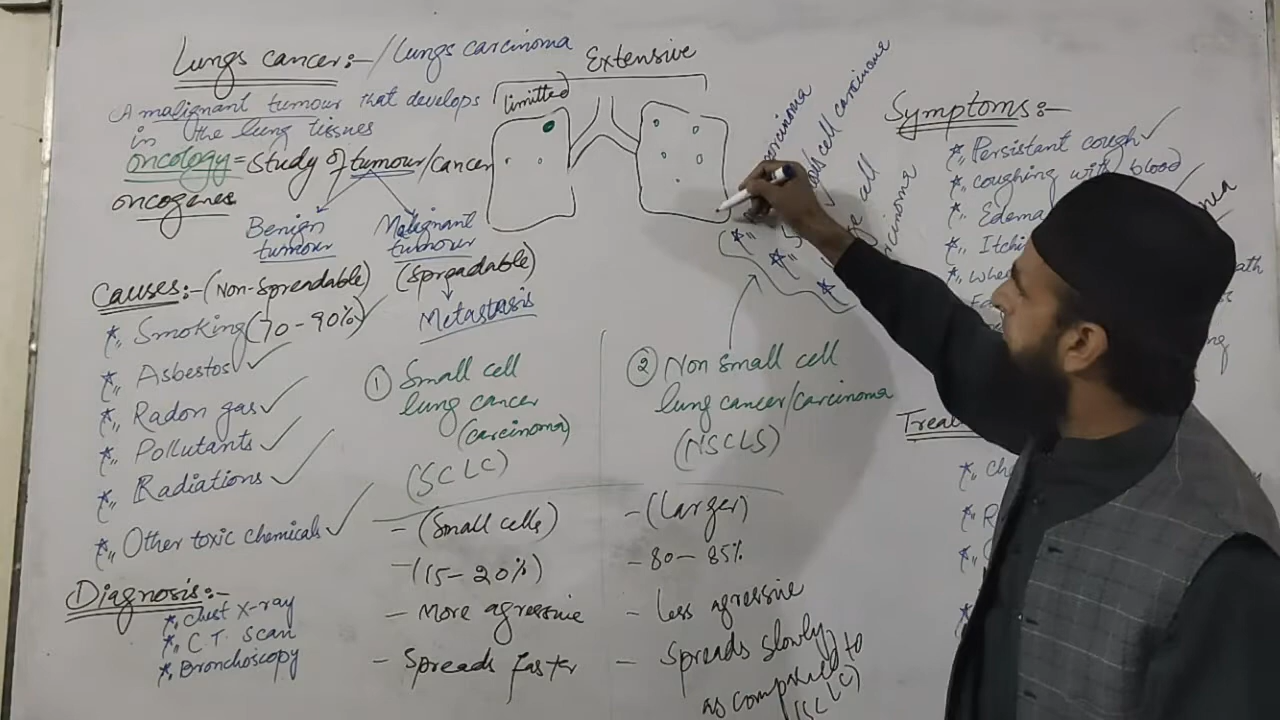 Lungs cancer:-/Lungs carcinoma
A malignant tumour that develops
in the lung tissues
oncology = study of tumour/cancer
oncogenes
Benign
tumour
(Non-spreadable)
Malignant
tumour
(Spreadable)
Metastasis
Causes:-
Smoking (70-90%)
Asbestos
Radon gas
Pollutants
Radiations
Other toxic chemicals
Diagnosis:-
Chest X-ray
C.T. Scan
Bronchoscopy
Extensive
limitted
① Small cell
lung cancer
(carcinoma)
(SCLC)
- (Small cells)
- (15-20%)
- More agressive
- Spreads faster
② Non small cell
lung cancer/carcinoma
(NSCLS)
- (Larger)
- 80-85%
- Less agressive
- Spreads slowly
as compared to
(SCLC)
carcinoma
cell carcinoma
Symptoms:-
Persistant cough
coughing with blood
Edema